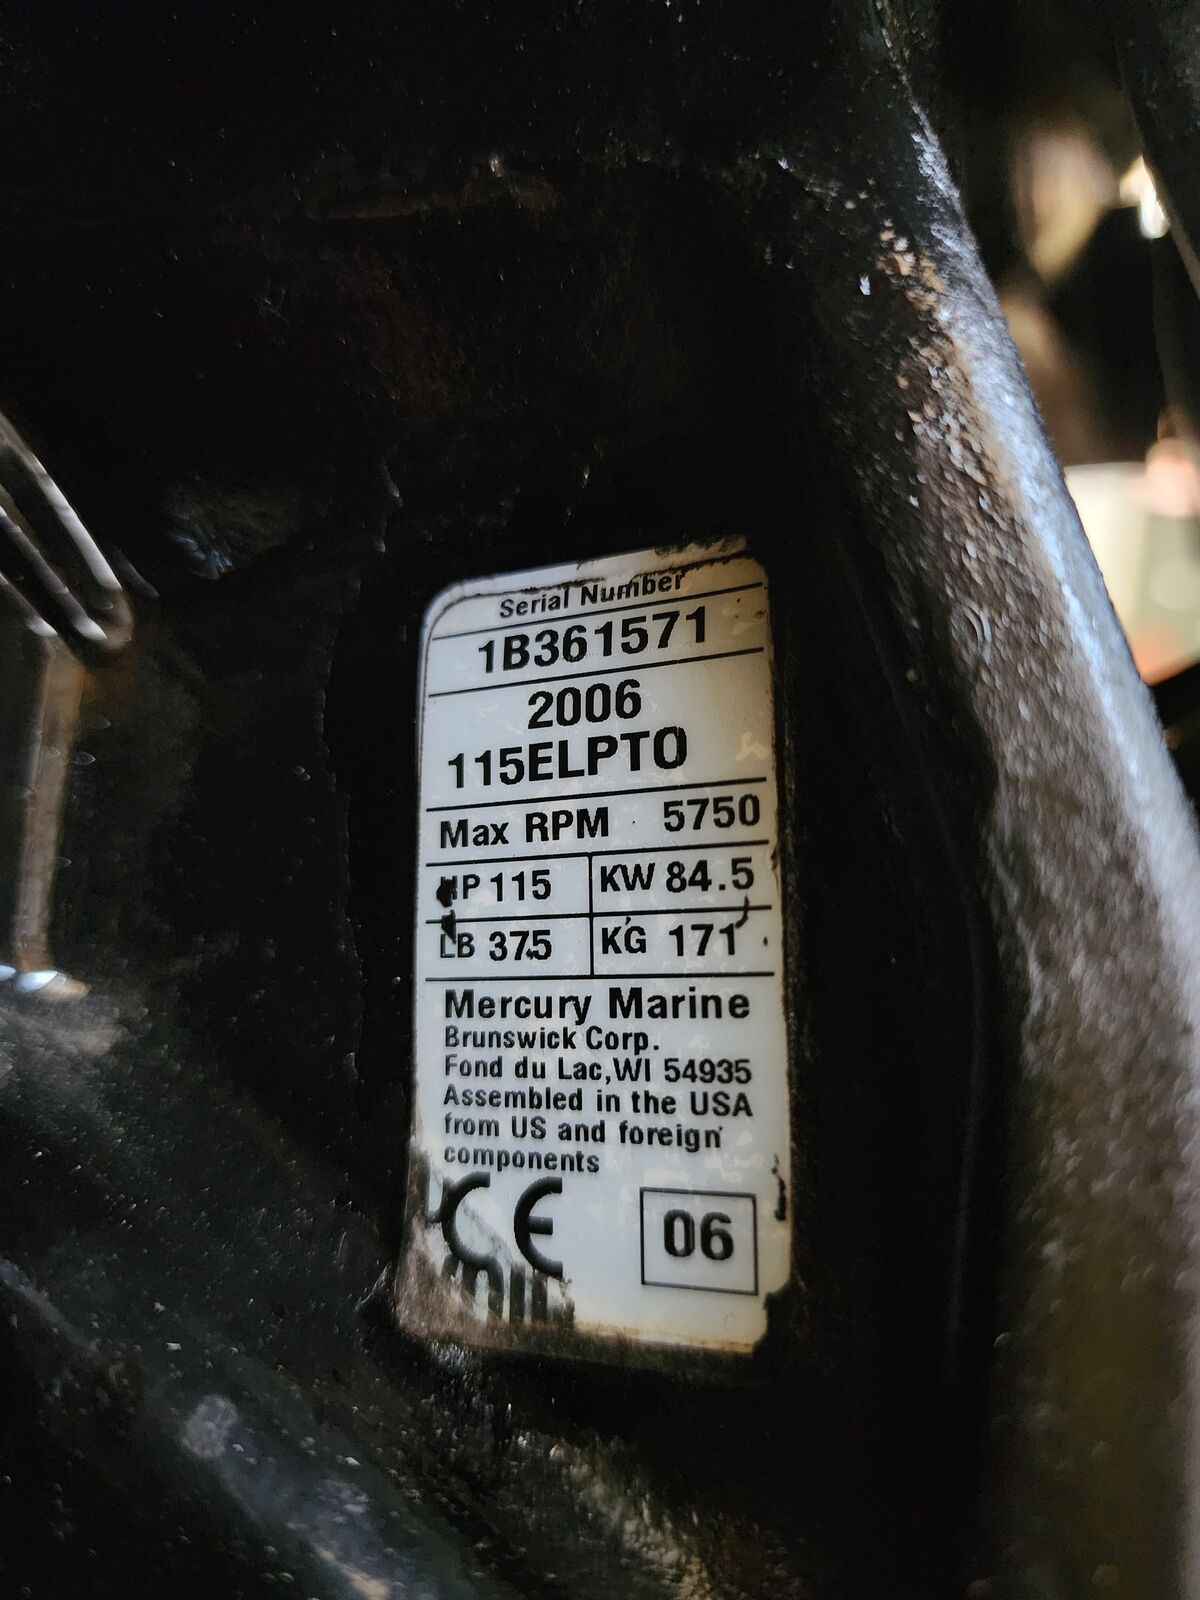 Serial Number
1B361571
2006
115ELPTO
Max RPM 5750
HP 115 KW 84.5
LB 375 KG 171
Mercury Marine
Brunswick Corp.
Fond du Lac,WI 54935
Assembled in the USA
from US and foreign
components
CE 06